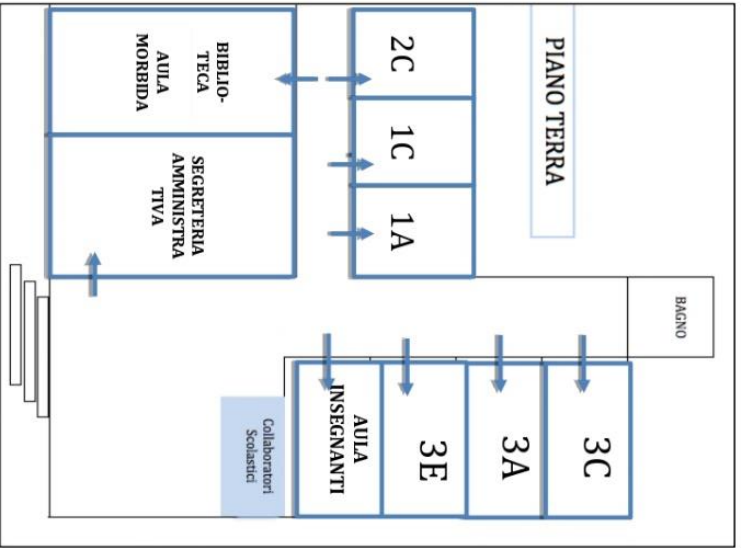 PIANO TERRA
BAGNO
3C
3A
3E
2C
1C
1A
AULA
INSEGNANTI
Collaboratori
Scolastici
BIBLIO-
TECA
AULA
MORBIDA
SEGRETERIA
AMMINISTRA
TIVA